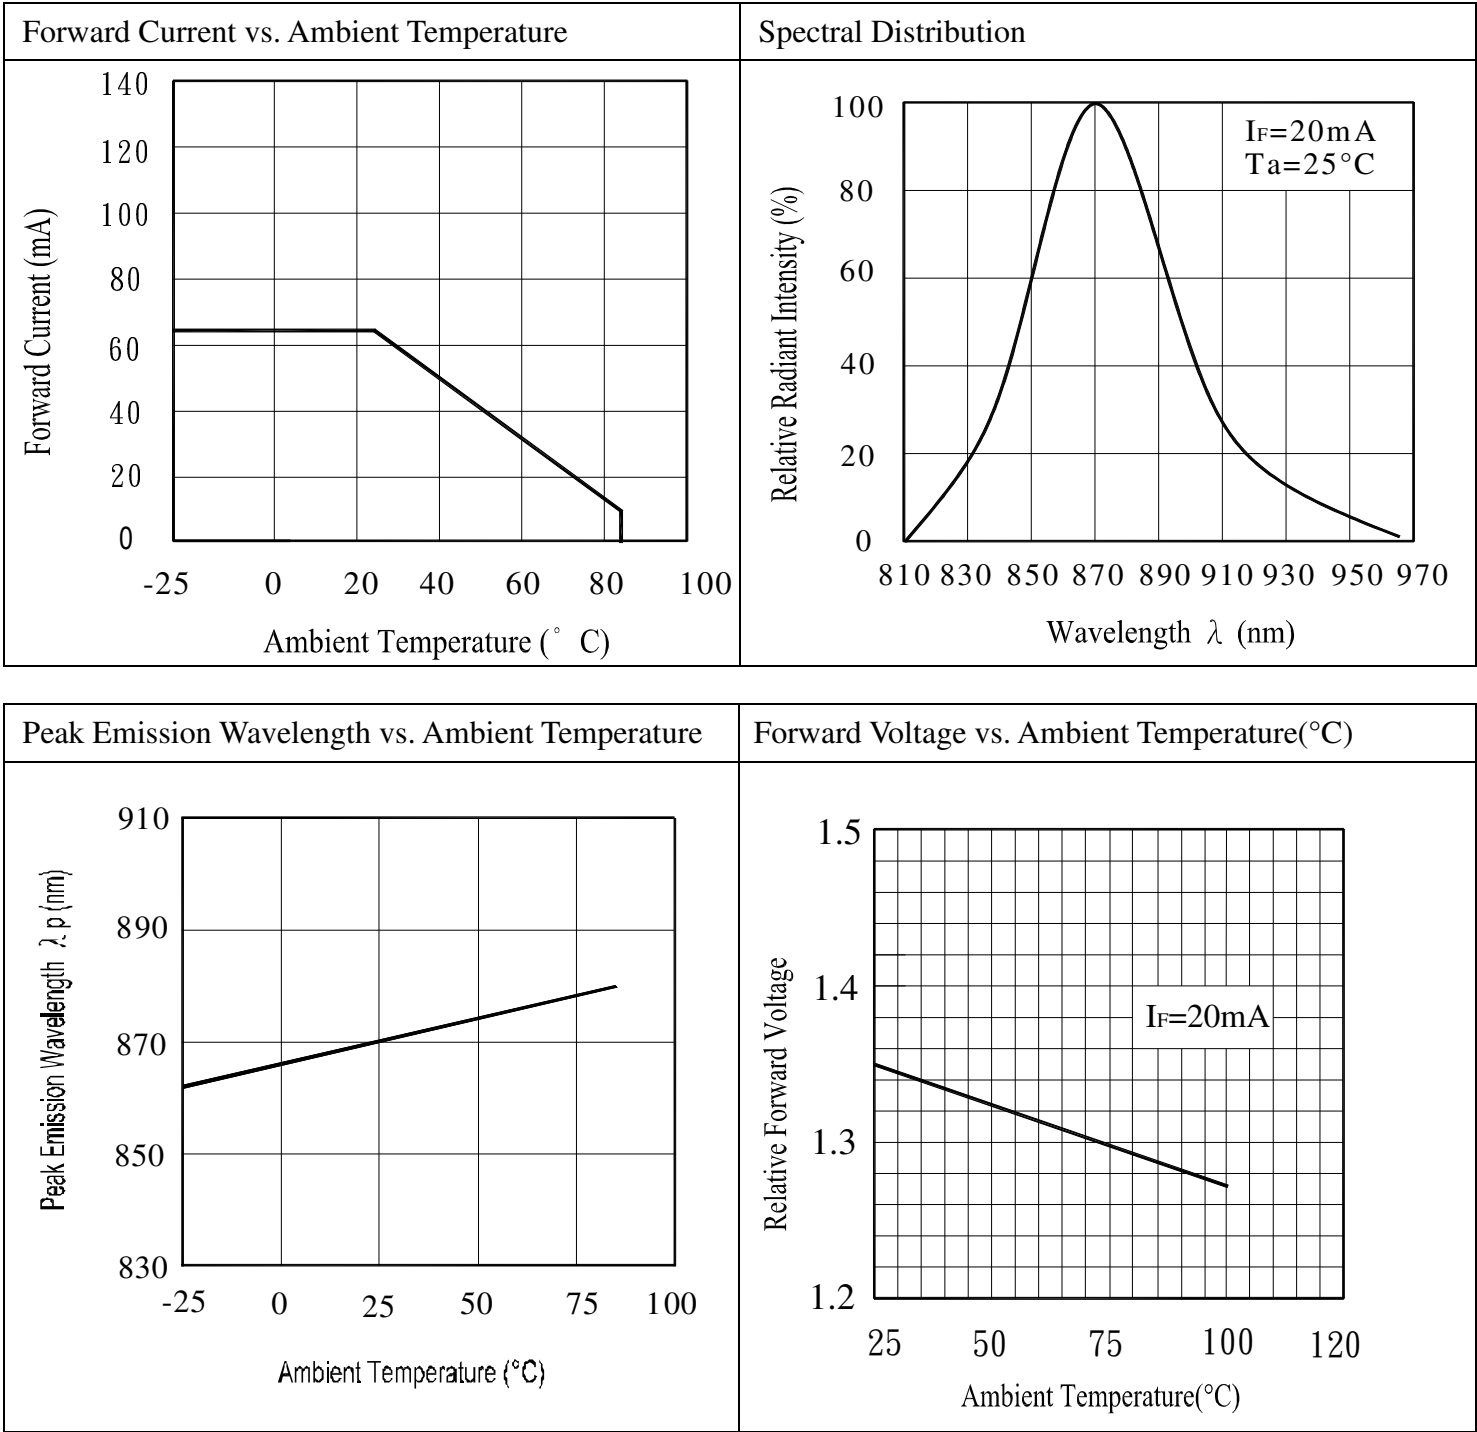 Forward Current vs. Ambient Temperature
140
120
100
80
60
40
20
0
-25 0 20 40 60 80 100
Forward Current (mA)
Ambient Temperature (° C)
Spectral Distribution
IF=20mA
Ta=25°C
100
80
60
40
20
0
810 830 850 870 890 910 930 950 970
Relative Radiant Intensity (%)
Wavelength λ (nm)
Peak Emission Wavelength vs. Ambient Temperature
910
890
870
850
830
-25 0 25 50 75 100
Peak Emission Wavelength λ p (nm)
Ambient Temperature (°C)
Forward Voltage vs. Ambient Temperature(°C)
1.5
1.4
1.3
1.2
IF=20mA
25 50 75 100 120
Relative Forward Voltage
Ambient Temperature(°C)